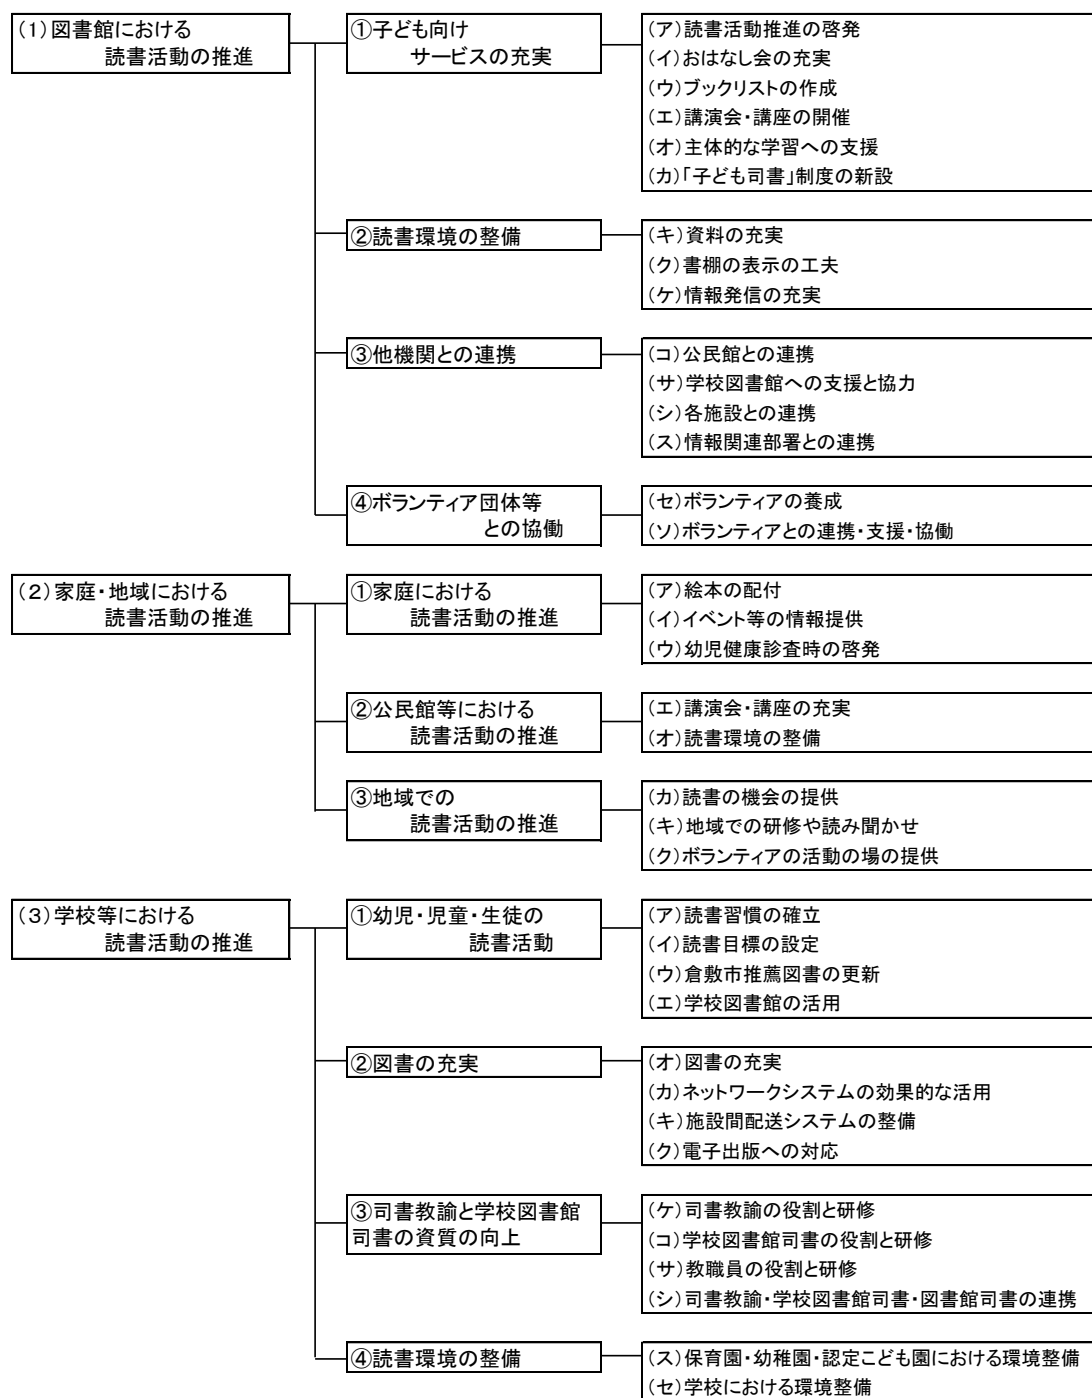 (1)図書館における
読書活動の推進
①子ども向け
サービスの充実
(ア)読書活動推進の啓発
(イ)おはなし会の充実
(ウ)ブックリストの作成
(エ)講演会・講座の開催
(オ)主体的な学習への支援
(カ)「子ども司書」制度の新設
②読書環境の整備
(キ)資料の充実
(ク)書棚の表示の工夫
(ケ)情報発信の充実
③他機関との連携
(コ)公民館との連携
(サ)学校図書館への支援と協力
(シ)各施設との連携
(ス)情報関連部署との連携
④ボランティア団体等
との協働
(セ)ボランティアの養成
(ソ)ボランティアとの連携・支援・協働
(2)家庭・地域における
読書活動の推進
①家庭における
読書活動の推進
(ア)絵本の配付
(イ)イベント等の情報提供
(ウ)幼児健康診査時の啓発
②公民館等における
読書活動の推進
(エ)講演会・講座の充実
(オ)読書環境の整備
③地域での
読書活動の推進
(カ)読書の機会の提供
(キ)地域での研修や読み聞かせ
(ク)ボランティアの活動の場の提供
(3)学校等における
読書活動の推進
①幼児・児童・生徒の
読書活動
(ア)読書習慣の確立
(イ)読書目標の設定
(ウ)倉敷市推薦図書の更新
(エ)学校図書館の活用
②図書の充実
(オ)図書の充実
(カ)ネットワークシステムの効果的な活用
(キ)施設間配送システムの整備
(ク)電子出版への対応
③司書教諭と学校図書館
司書の資質の向上
(ケ)司書教諭の役割と研修
(コ)学校図書館司書の役割と研修
(サ)教職員の役割と研修
(シ)司書教諭・学校図書館司書・図書館司書の連携
④読書環境の整備
(ス)保育園・幼稚園・認定こども園における環境整備
(セ)学校における環境整備